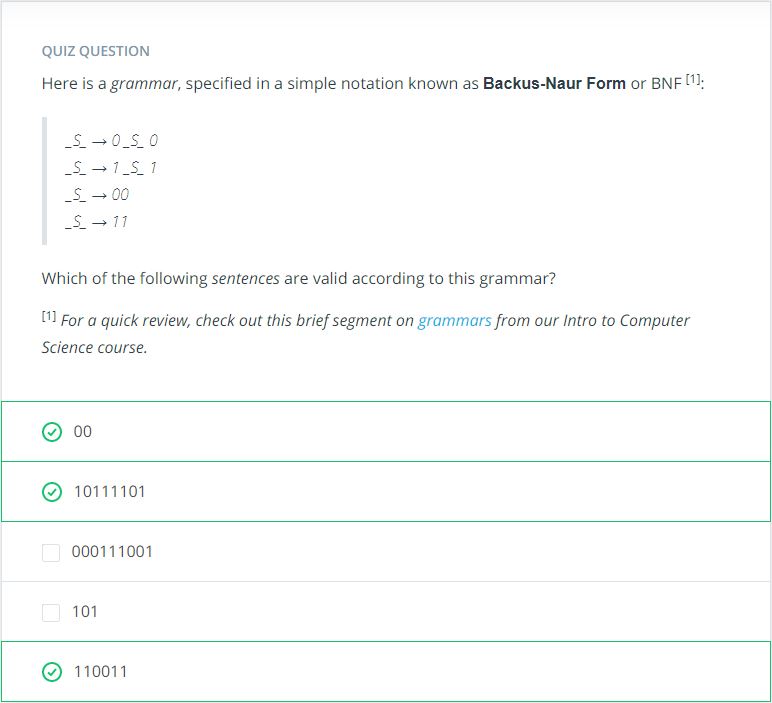 QUIZ QUESTION
Here is a grammar, specified in a simple notation known as Backus-Naur Form or BNF [1]:
_S_ → 0 _S_ 0
_S_ → 1 _S_ 1
_S_ → 00
_S_ → 11
Which of the following sentences are valid according to this grammar?
[1] For a quick review, check out this brief segment on grammars from our Intro to Computer
Science course.
00
10111101
000111001
101
110011